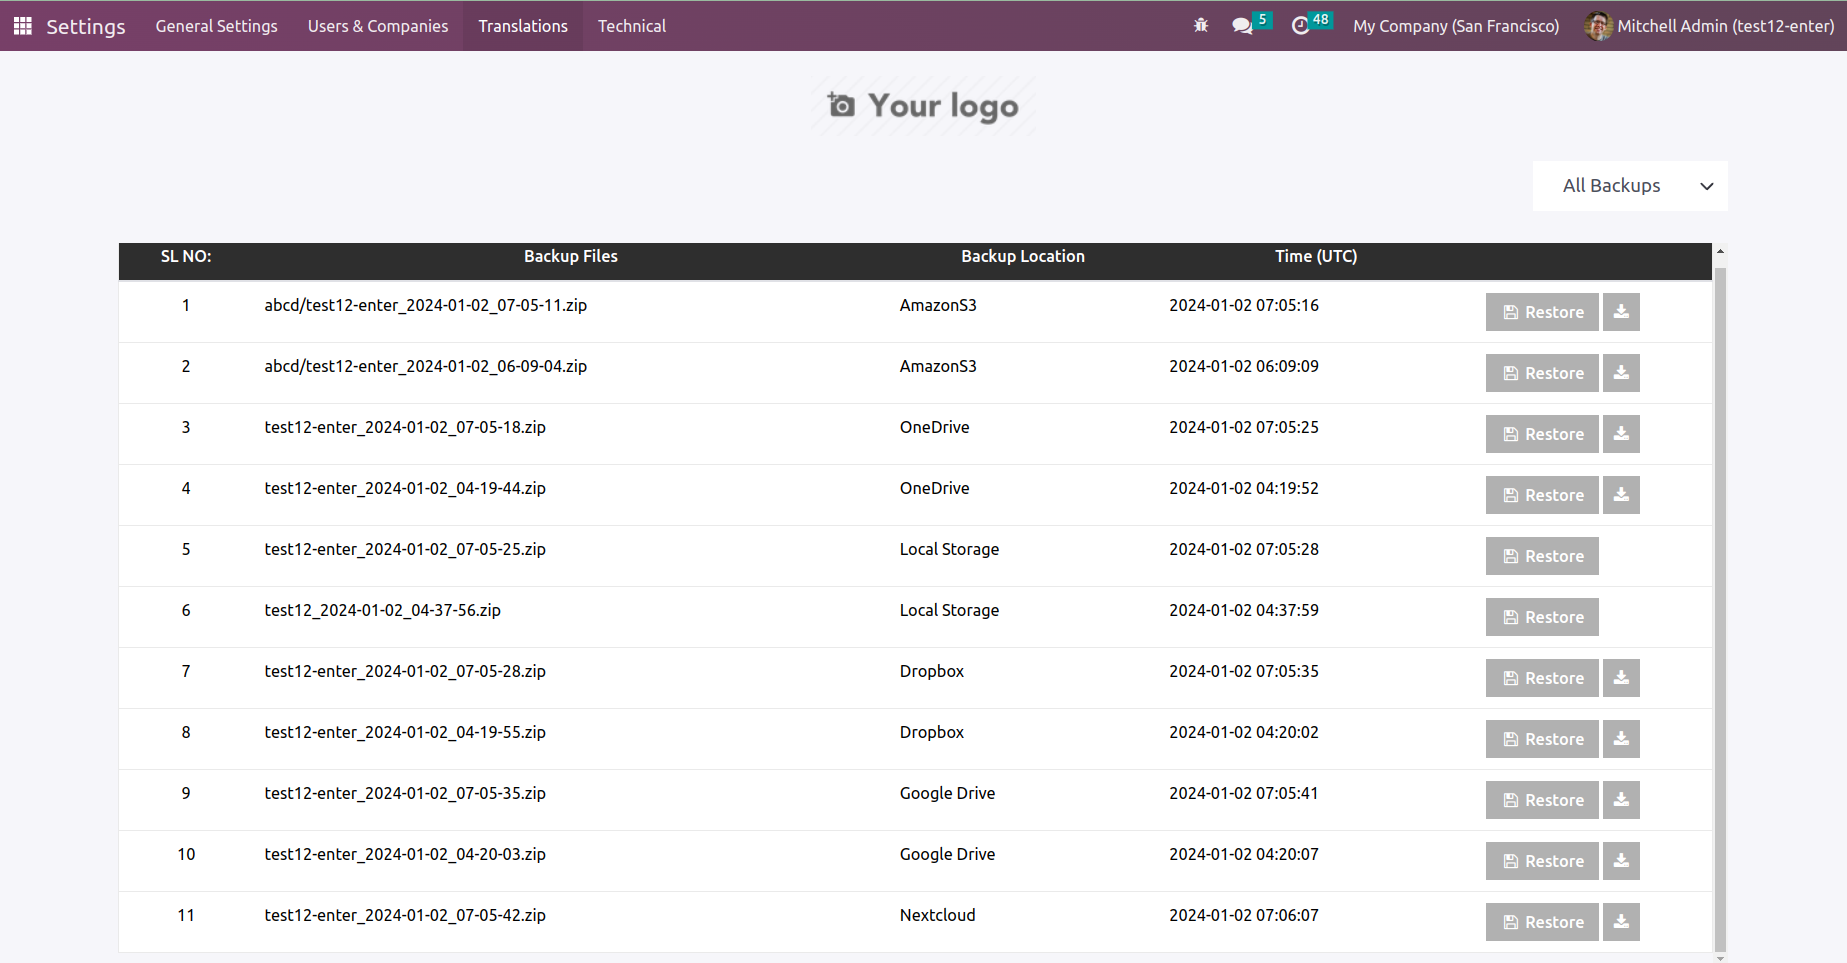 Settings General Settings Users & Companies Translations Technical 5 48 My Company (San Francisco) Mitchell Admin (test12-enter)
Your logo
All Backups
SL NO: Backup Files Backup Location Time (UTC)
1 abcd/test12-enter_2024-01-02_07-05-11.zip AmazonS3 2024-01-02 07:05:16 Restore
2 abcd/test12-enter_2024-01-02_06-09-04.zip AmazonS3 2024-01-02 06:09:09 Restore
3 test12-enter_2024-01-02_07-05-18.zip OneDrive 2024-01-02 07:05:25 Restore
4 test12-enter_2024-01-02_04-19-44.zip OneDrive 2024-01-02 04:19:52 Restore
5 test12-enter_2024-01-02_07-05-25.zip Local Storage 2024-01-02 07:05:28 Restore
6 test12_2024-01-02_04-37-56.zip Local Storage 2024-01-02 04:37:59 Restore
7 test12-enter_2024-01-02_07-05-28.zip Dropbox 2024-01-02 07:05:35 Restore
8 test12-enter_2024-01-02_04-19-55.zip Dropbox 2024-01-02 04:20:02 Restore
9 test12-enter_2024-01-02_07-05-35.zip Google Drive 2024-01-02 07:05:41 Restore
10 test12-enter_2024-01-02_04-20-03.zip Google Drive 2024-01-02 04:20:07 Restore
11 test12-enter_2024-01-02_07-05-42.zip Nextcloud 2024-01-02 07:06:07 Restore